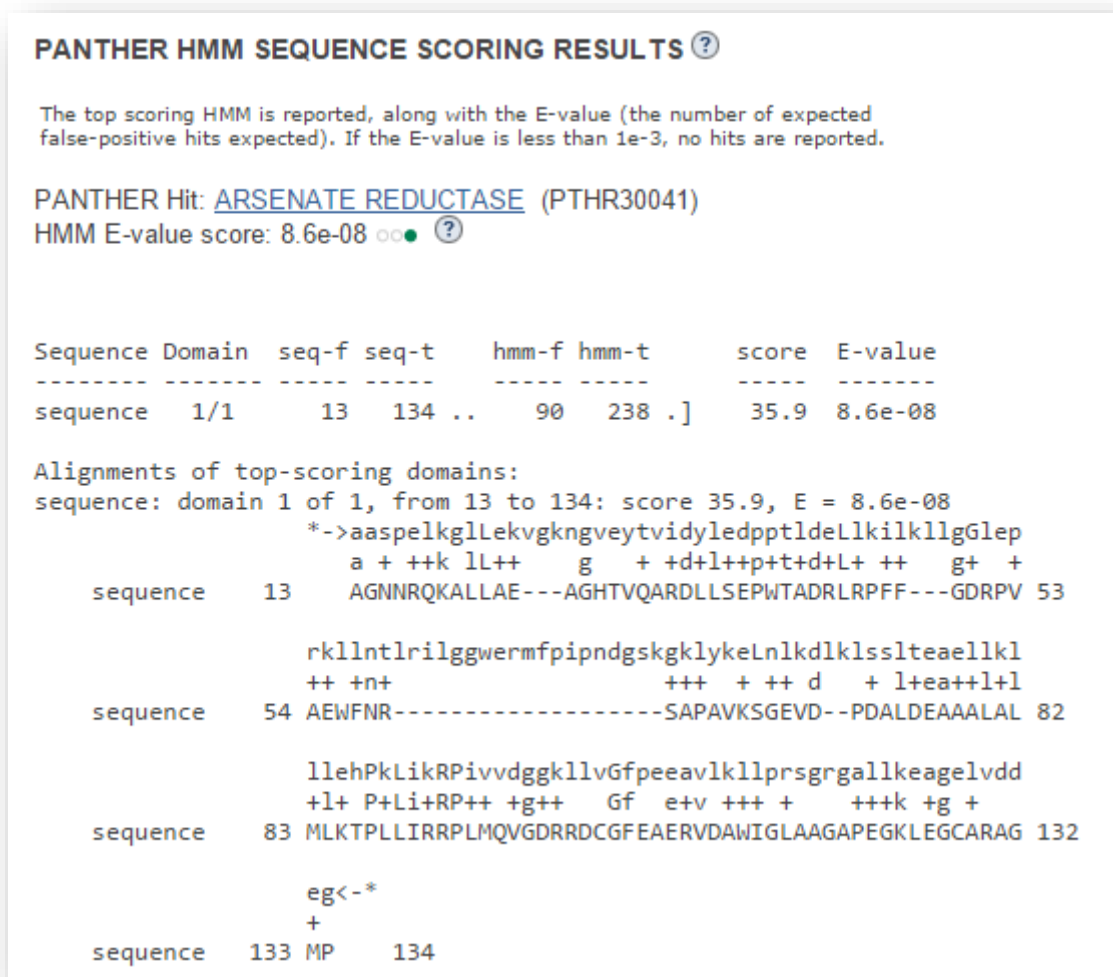 PANTHER HMM SEQUENCE SCORING RESULTS ?
The top scoring HMM is reported, along with the E-value (the number of expected
false-positive hits expected). If the E-value is less than 1e-3, no hits are reported.
PANTHER Hit: ARSENATE REDUCTASE (PTHR30041)
HMM E-value score: 8.6e-08 ?
Sequence Domain  seq-f seq-t    hmm-f hmm-t      score  E-value
-------- ------- ----- -----    ----- -----      -----  -------
sequence   1/1      13   134 ..    90   238 .]    35.9  8.6e-08
Alignments of top-scoring domains:
sequence: domain 1 of 1, from 13 to 134: score 35.9, E = 8.6e-08
                *->aaspelkglLekvgkngveytvidyledpptldeLlkilkllgGlep
                   a + ++k lL++   g   + +d+l++p+t+d+L+ ++   g+  +
   sequence    13    AGNNRQKALLAE---AGHTVQARDLLSEPWTADRLRPFF---GDRPV 53
                rkllntlrilggwermfpipndgskgklykeLnlkdlklsslteaellkl
                ++ +n+                   +++  + ++ d   + l+ea++l+l
   sequence    54 AEWFNR-------------------SAPAVKSGEVD--PDALDEAAALAL 82
                llehPkLikRPivvdggkllvGfpeeavlkllprsgrgallkeagelvdd
                +l+ P+Li+RP++ +g++   Gf  e+v +++ +    +++k +g +
   sequence    83 MLKTPLLIRRPLMQVGDRRDCGFEAERVDAWIGLAAGAPEGKLEGCARAG 132
                eg<-*
                +
   sequence   133 MP    134